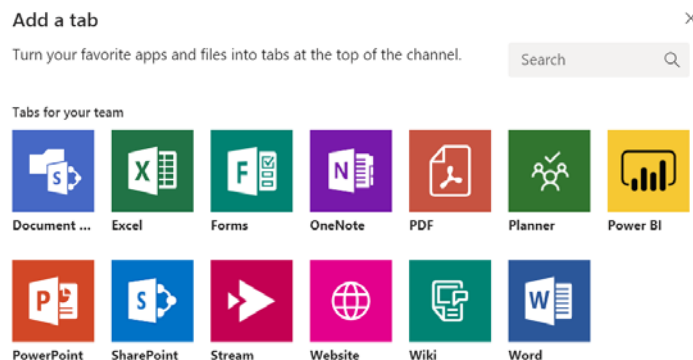 Add a tab
Turn your favorite apps and files into tabs at the top of the channel.
Search
Tabs for your team
Document ...
Excel
Forms
OneNote
PDF
Planner
Power BI
PowerPoint
SharePoint
Stream
Website
Wiki
Word